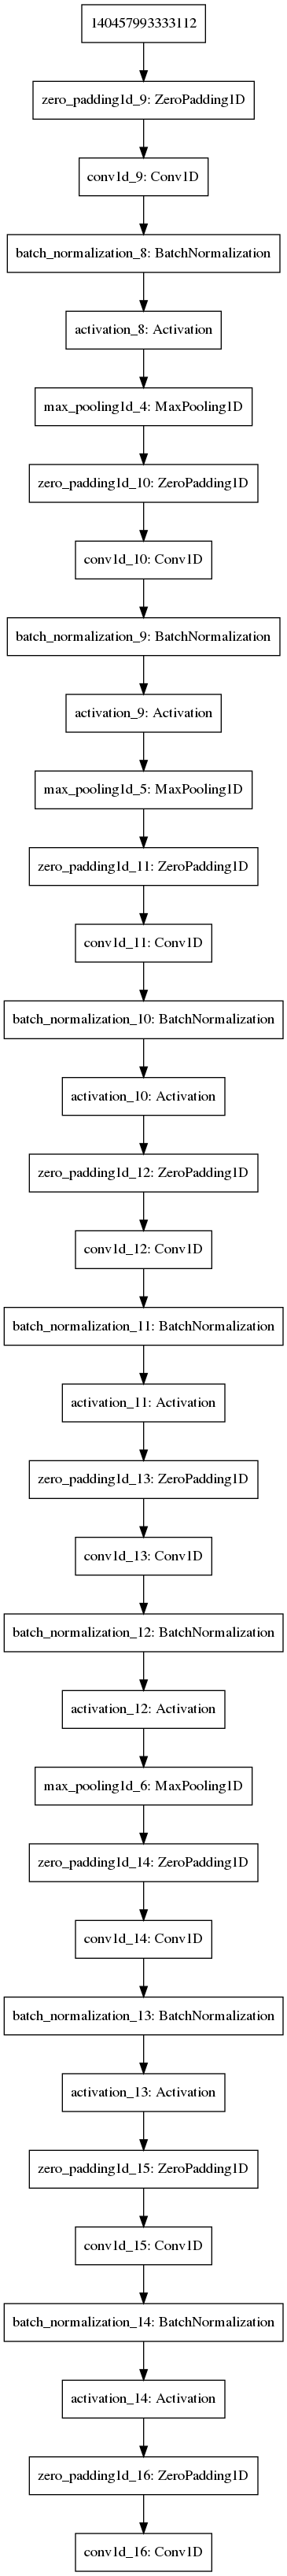 140457993333112
zero_padding1d_9: ZeroPadding1D
conv1d_9: Conv1D
batch_normalization_8: BatchNormalization
activation_8: Activation
max_pooling1d_4: MaxPooling1D
zero_padding1d_10: ZeroPadding1D
conv1d_10: Conv1D
batch_normalization_9: BatchNormalization
activation_9: Activation
max_pooling1d_5: MaxPooling1D
zero_padding1d_11: ZeroPadding1D
conv1d_11: Conv1D
batch_normalization_10: BatchNormalization
activation_10: Activation
zero_padding1d_12: ZeroPadding1D
conv1d_12: Conv1D
batch_normalization_11: BatchNormalization
activation_11: Activation
zero_padding1d_13: ZeroPadding1D
conv1d_13: Conv1D
batch_normalization_12: BatchNormalization
activation_12: Activation
max_pooling1d_6: MaxPooling1D
zero_padding1d_14: ZeroPadding1D
conv1d_14: Conv1D
batch_normalization_13: BatchNormalization
activation_13: Activation
zero_padding1d_15: ZeroPadding1D
conv1d_15: Conv1D
batch_normalization_14: BatchNormalization
activation_14: Activation
zero_padding1d_16: ZeroPadding1D
conv1d_16: Conv1D